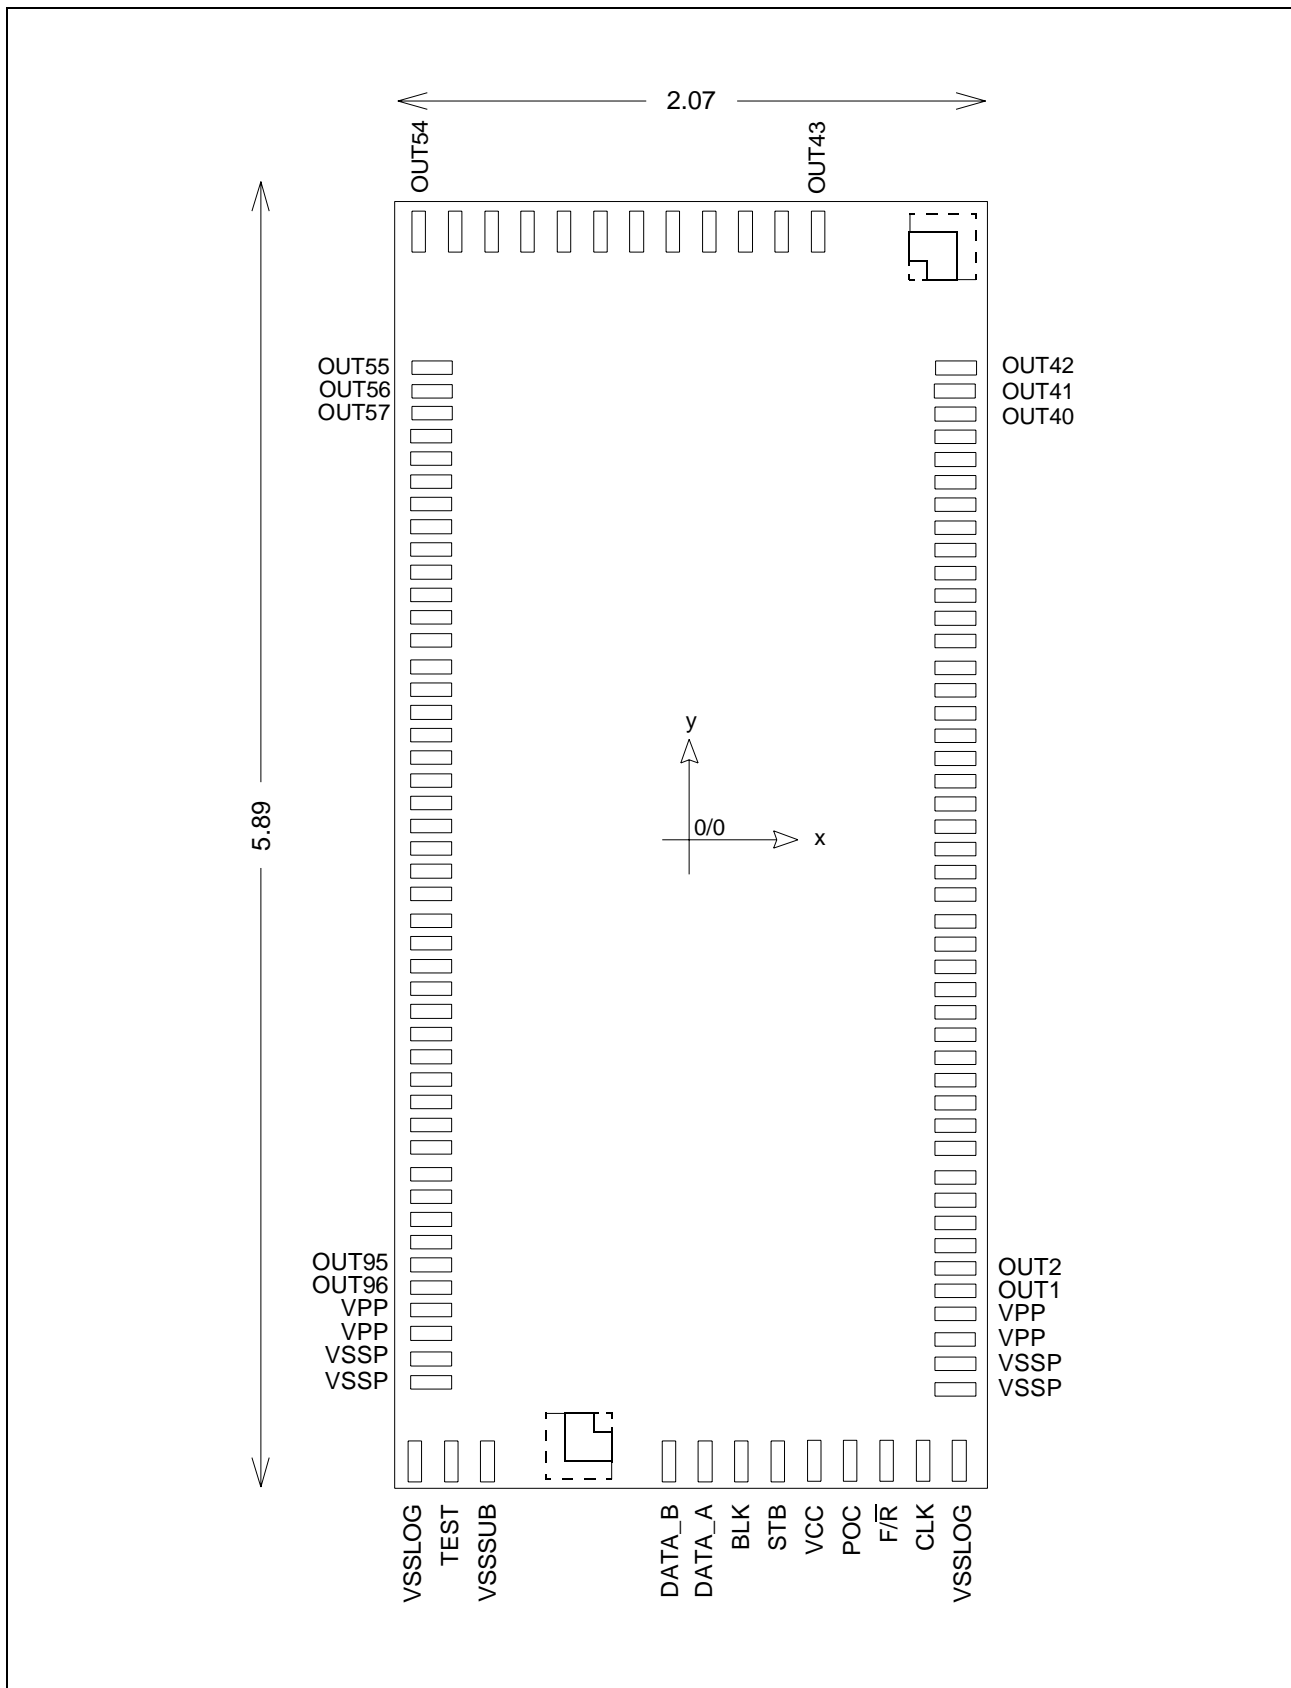 2.07
OUT54
OUT43
OUT55
OUT42
OUT56
OUT41
OUT57
OUT40
y
0/0
x
5.89
OUT95
OUT2
OUT96
OUT1
VPP
VPP
VPP
VPP
VSSP
VSSP
VSSP
VSSP
VSSLOG
TEST
VSSSUB
DATA_B
DATA_A
BLK
STB
VCC
POC
F/R̅
CLK
VSSLOG